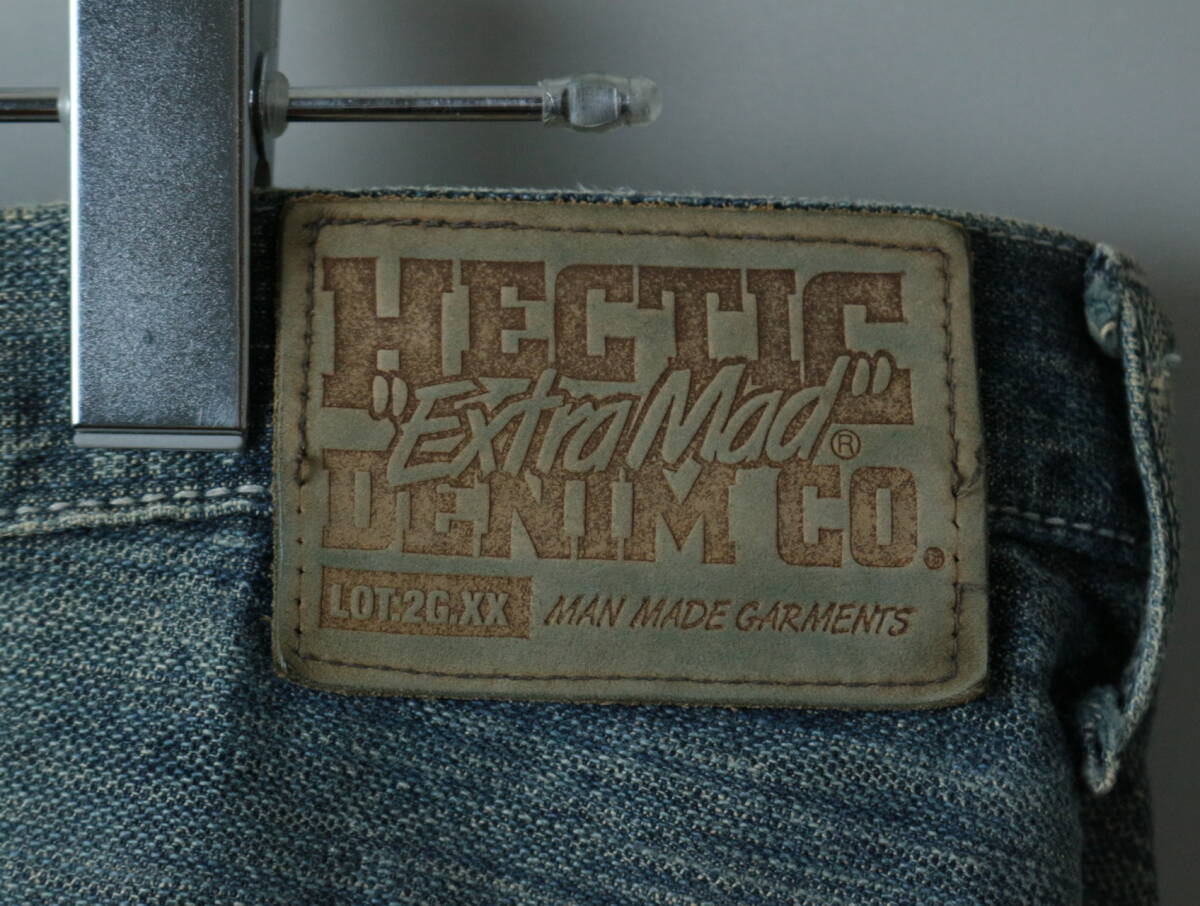 HECTIC
"Extra Mad"®
DENIM CO.®
LOT:2G.XX MAN MADE GARMENTS